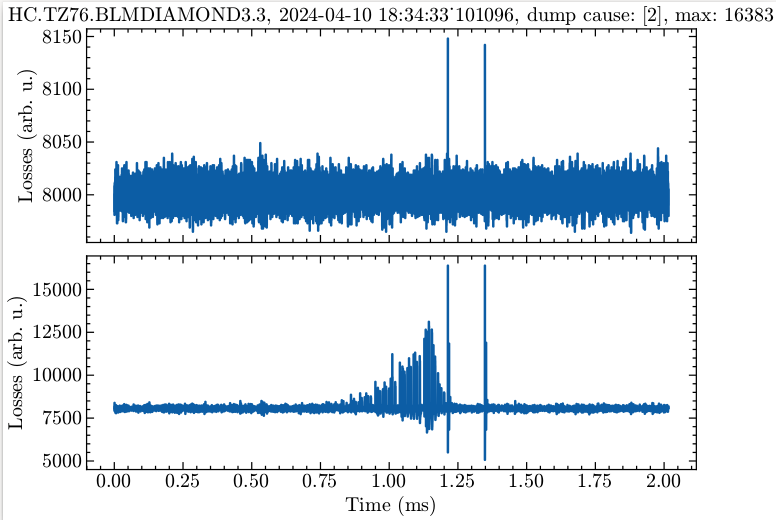 HC.TZ76.BLMDIAMOND3.3, 2024-04-10 18:34:33˙101096, dump cause: [2], max: 16383
8150
8100
8050
8000
Losses (arb. u.)
15000
12500
10000
7500
5000
Losses (arb. u.)
0.00 0.25 0.50 0.75 1.00 1.25 1.50 1.75 2.00
Time (ms)